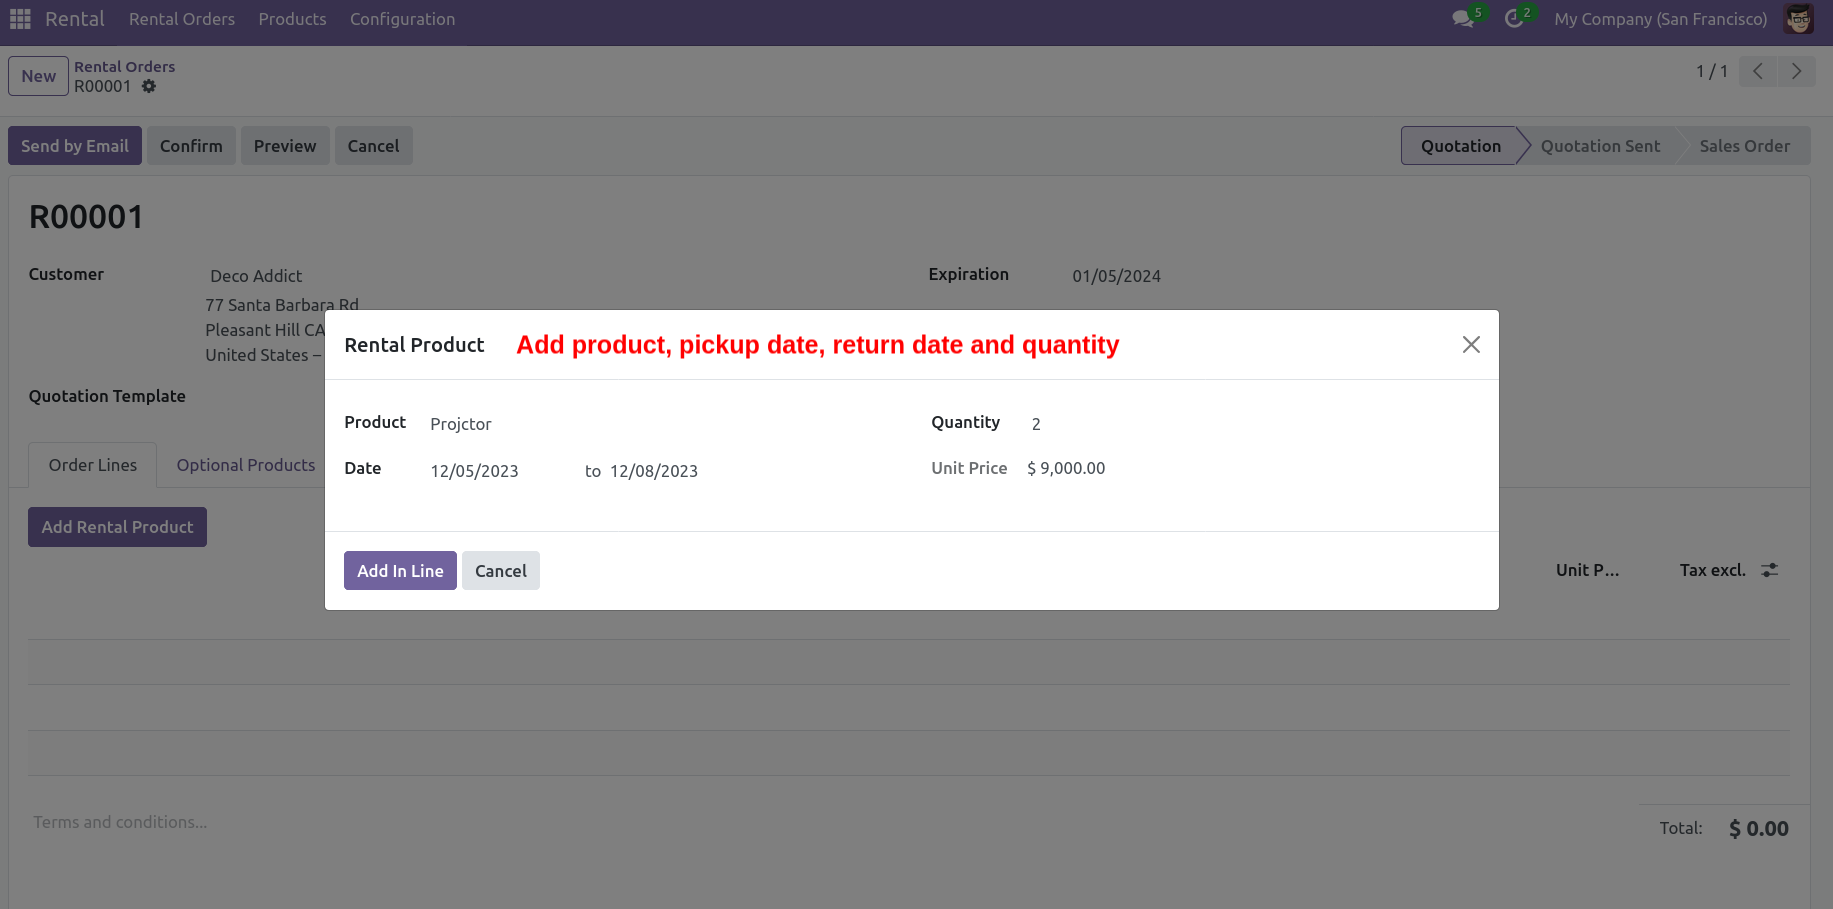 Rental Rental Orders Products Configuration 5 2 My Company (San Francisco)
New Rental Orders
R00001 1 / 1
Send by Email Confirm Preview Cancel Quotation Quotation Sent Sales Order
R00001
Customer Deco Addict Expiration 01/05/2024
77 Santa Barbara Rd
Pleasant Hill CA
United States –
Quotation Template
Rental Product Add product, pickup date, return date and quantity
Product Projctor Quantity 2
Date 12/05/2023 to 12/08/2023 Unit Price $ 9,000.00
Add In Line Cancel
Order Lines Optional Products
Add Rental Product
Unit P... Tax excl.
Terms and conditions...
Total: $ 0.00